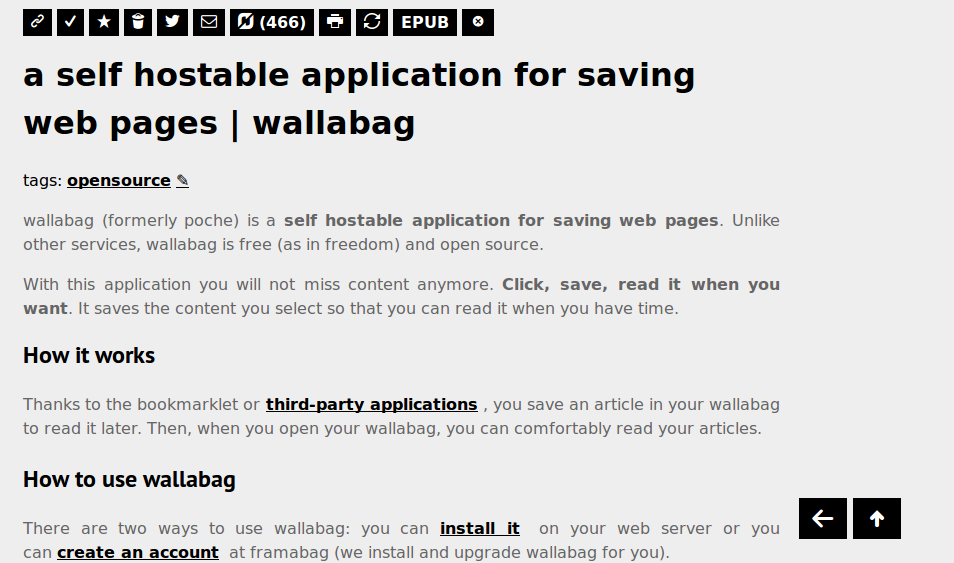 (466) EPUB
a self hostable application for saving
web pages | wallabag
tags: opensource
wallabag (formerly poche) is a self hostable application for saving web pages. Unlike
other services, wallabag is free (as in freedom) and open source.
With this application you will not miss content anymore. Click, save, read it when you
want. It saves the content you select so that you can read it when you have time.
How it works
Thanks to the bookmarklet or third-party applications , you save an article in your wallabag
to read it later. Then, when you open your wallabag, you can comfortably read your articles.
How to use wallabag
There are two ways to use wallabag: you can install it on your web server or you
can create an account at framabag (we install and upgrade wallabag for you).